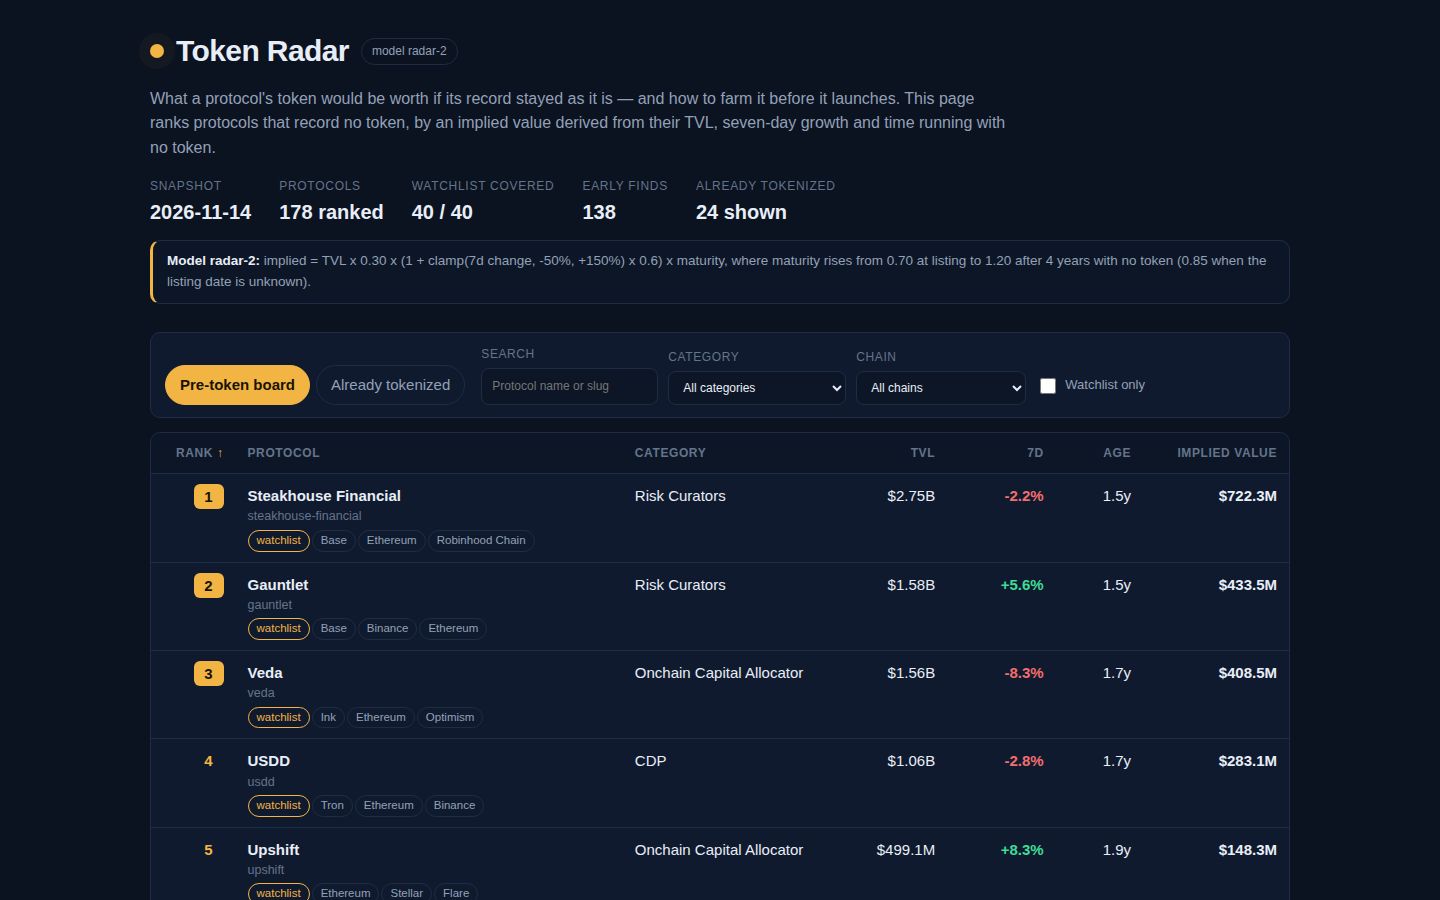 Token Radar
model radar-2
What a protocol's token would be worth if its record stayed as it is — and how to farm it before it launches. This page
ranks protocols that record no token, by an implied value derived from their TVL, seven-day growth and time running with
no token.
SNAPSHOT PROTOCOLS WATCHLIST COVERED EARLY FINDS ALREADY TOKENIZED
2026-11-14 178 ranked 40 / 40 138 24 shown
Model radar-2: implied = TVL x 0.30 x (1 + clamp(7d change, -50%, +150%) x 0.6) x maturity, where maturity rises from 0.70 at listing to 1.20 after 4 years with no token (0.85 when the
listing date is unknown).
SEARCH CATEGORY CHAIN
Pre-token board Already tokenized Protocol name or slug All categories All chains Watchlist only
RANK ↑ PROTOCOL CATEGORY TVL 7D AGE IMPLIED VALUE
1 Steakhouse Financial Risk Curators $2.75B -2.2% 1.5y $722.3M
steakhouse-financial
watchlist Base Ethereum Robinhood Chain
2 Gauntlet Risk Curators $1.58B +5.6% 1.5y $433.5M
gauntlet
watchlist Base Binance Ethereum
3 Veda Onchain Capital Allocator $1.56B -8.3% 1.7y $408.5M
veda
watchlist Ink Ethereum Optimism
4 USDD CDP $1.06B -2.8% 1.7y $283.1M
usdd
watchlist Tron Ethereum Binance
5 Upshift Onchain Capital Allocator $499.1M +8.3% 1.9y $148.3M
upshift
watchlist Ethereum Stellar Flare